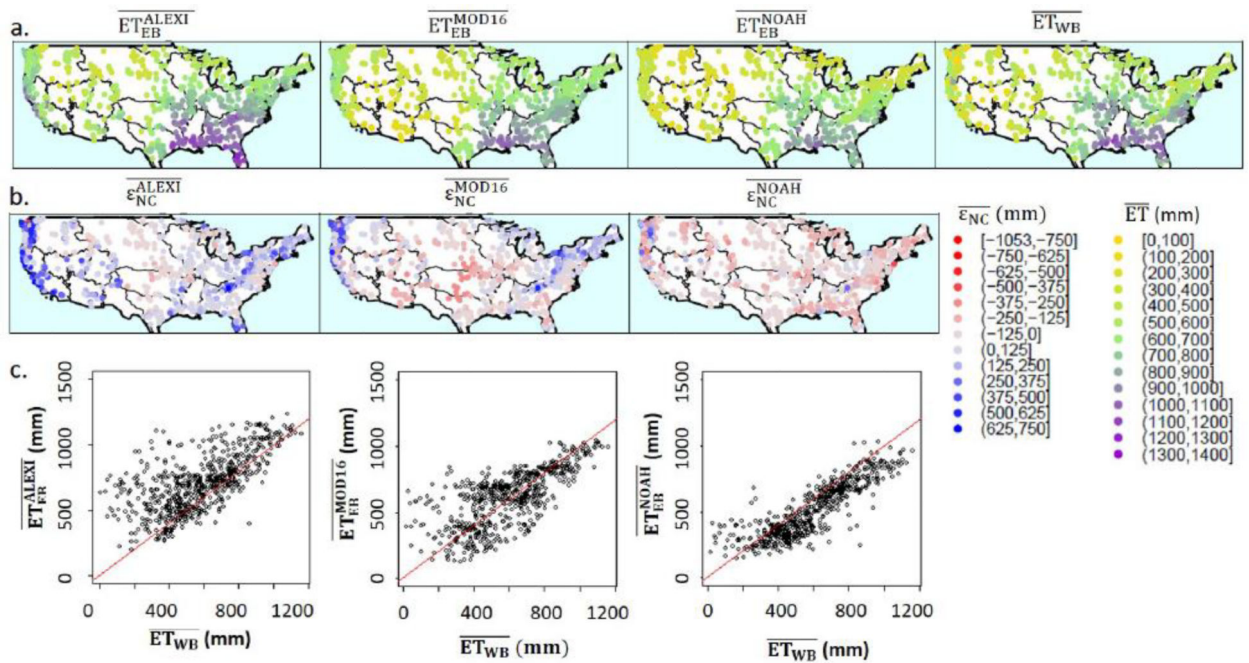 a.
ET_EB^ALEXI ET_EB^MOD16 ET_EB^NOAH ET_WB
b.
ε_NC^ALEXI ε_NC^MOD16 ε_NC^NOAH
ε_NC (mm)
[−1053,−750]
(−750,−625]
(−625,−500]
(−500,−375]
(−375,−250]
(−250,−125]
(−125,0]
(0,125]
(125,250]
(250,375]
(375,500]
(500,625]
(625,750]
ET (mm)
[0,100]
(100,200]
(200,300]
(300,400]
(400,500]
(500,600]
(600,700]
(700,800]
(800,900]
(900,1000]
(1000,1100]
(1100,1200]
(1200,1300]
(1300,1400]
c.
ET_EB^ALEXI (mm)
1500
1000
500
0
0 400 800 1200
ET_WB (mm)
ET_EB^MOD16 (mm)
1500
1000
500
0
0 400 800 1200
ET_WB (mm)
ET_EB^NOAH (mm)
1500
1000
500
0
0 400 800 1200
ET_WB (mm)